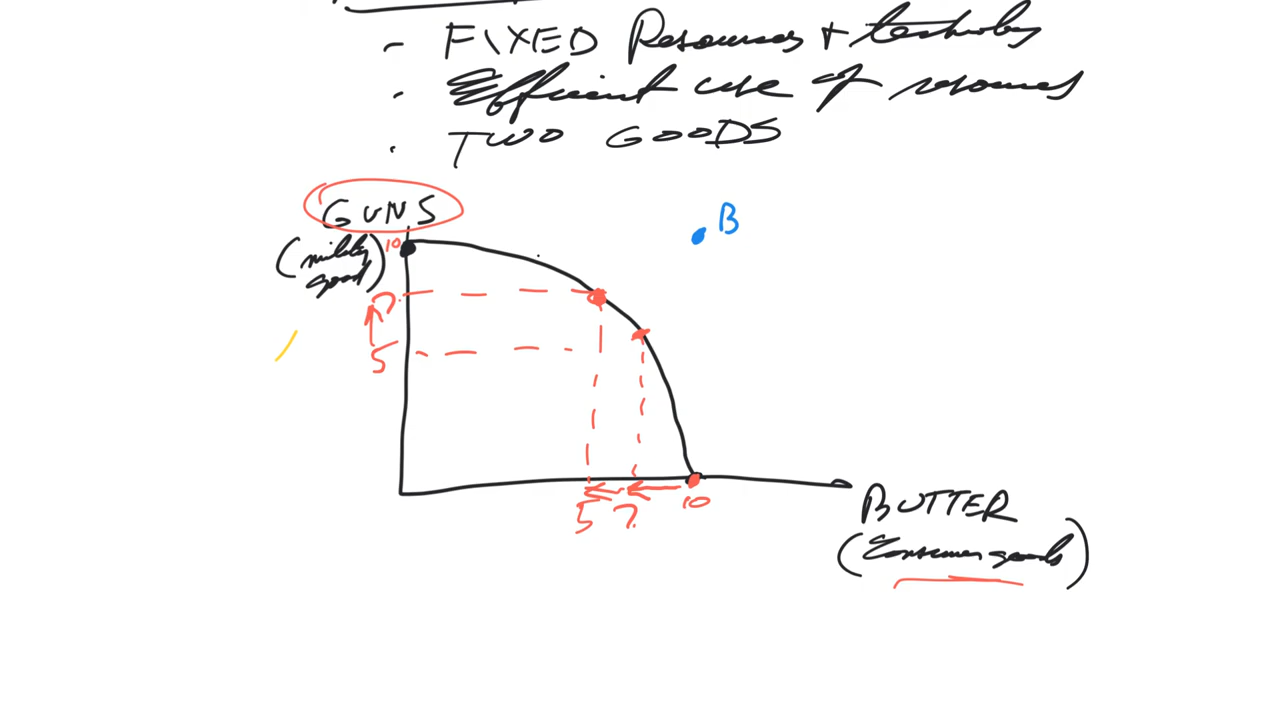 - FIXED Resources + technology
- Efficient use of resources
. TWO GOODS
GUNS
(military good)
10
7
5
B
5 7 10
BUTTER
(Consumer goods)